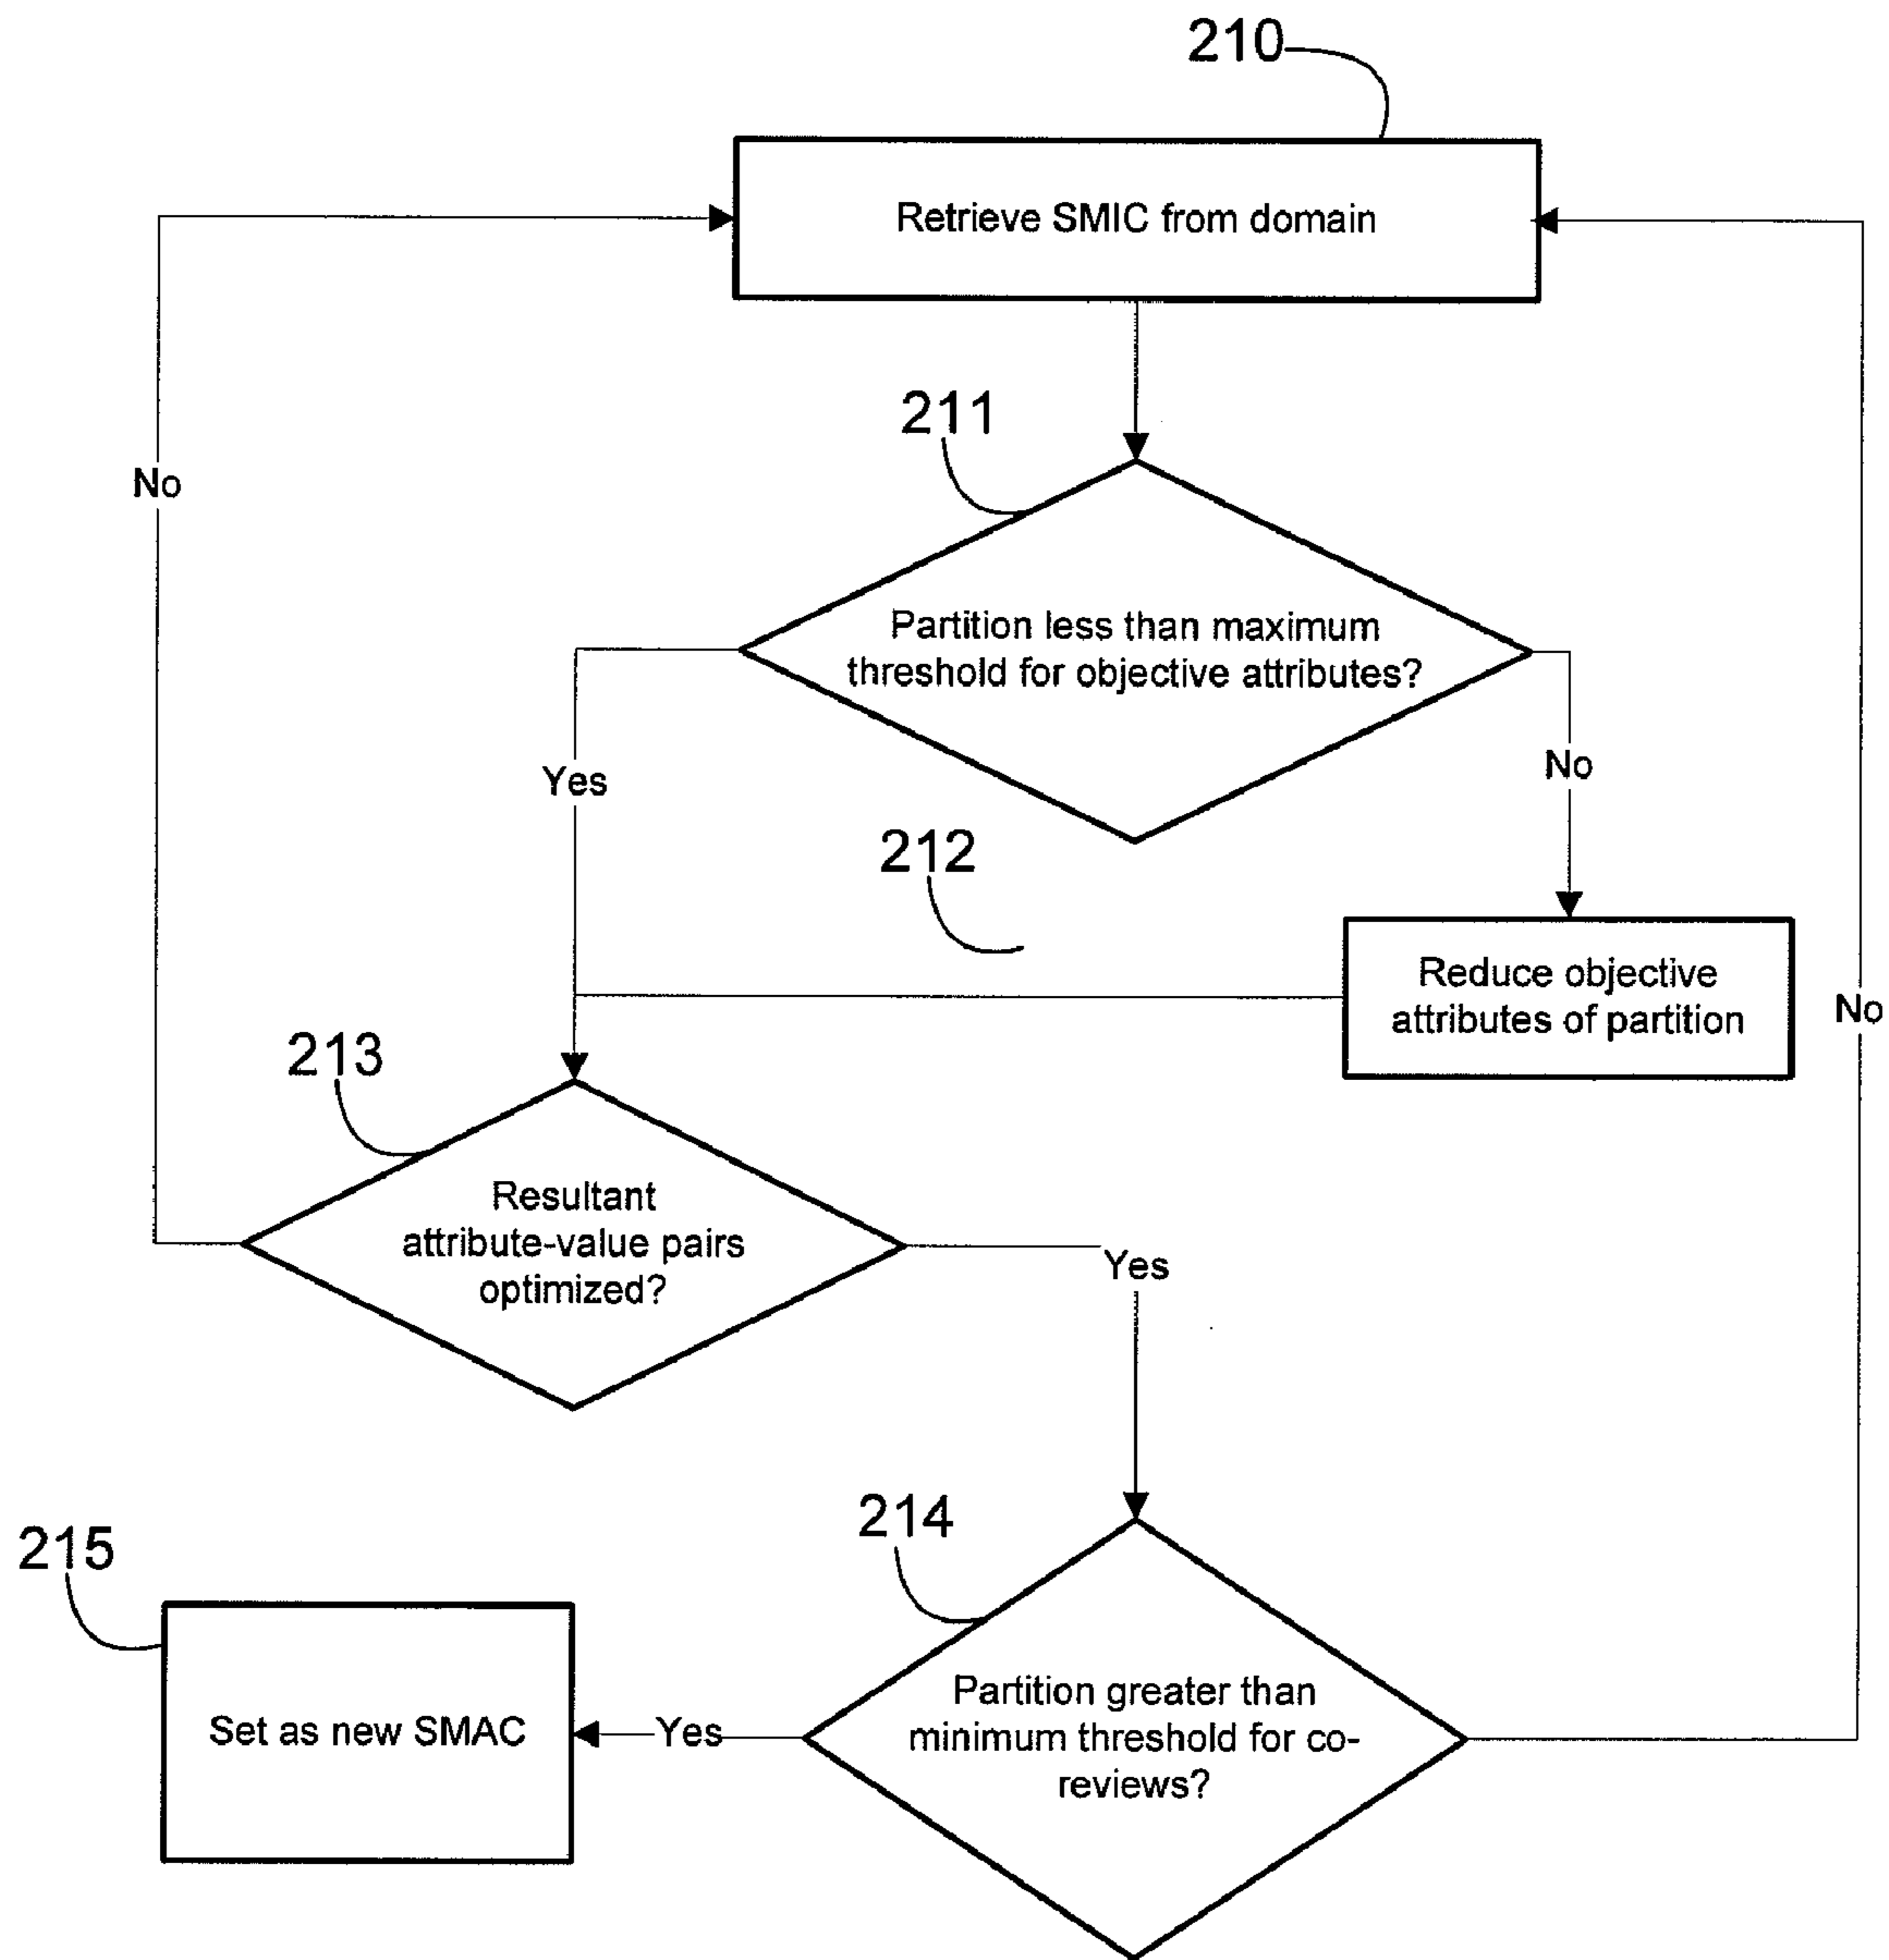 210
Retrieve SMIC from domain
211
No
Partition less than maximum
threshold for objective attributes?
Yes
No
212
Reduce objective
attributes of partition
No
213
Resultant
attribute-value pairs
optimized?
Yes
214
215
Partition greater than
minimum threshold for co-
reviews?
Set as new SMAC
Yes